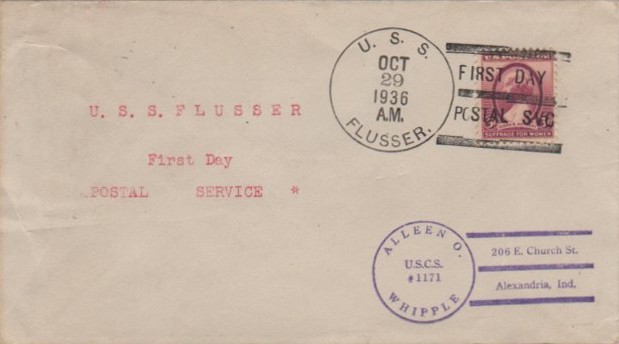 U. S. S.
OCT
29
1936
A.M.
FLUSSER.
FIRST DAY
POSTAL SVC
SUFFRAGE FOR WOMEN
U. S. S. FLUSSER
First Day
POSTAL SERVICE *
ALLEEN O.
U.S.C.S.
#1171
WHIPPLE
206 E. Church St.
Alexandria, Ind.